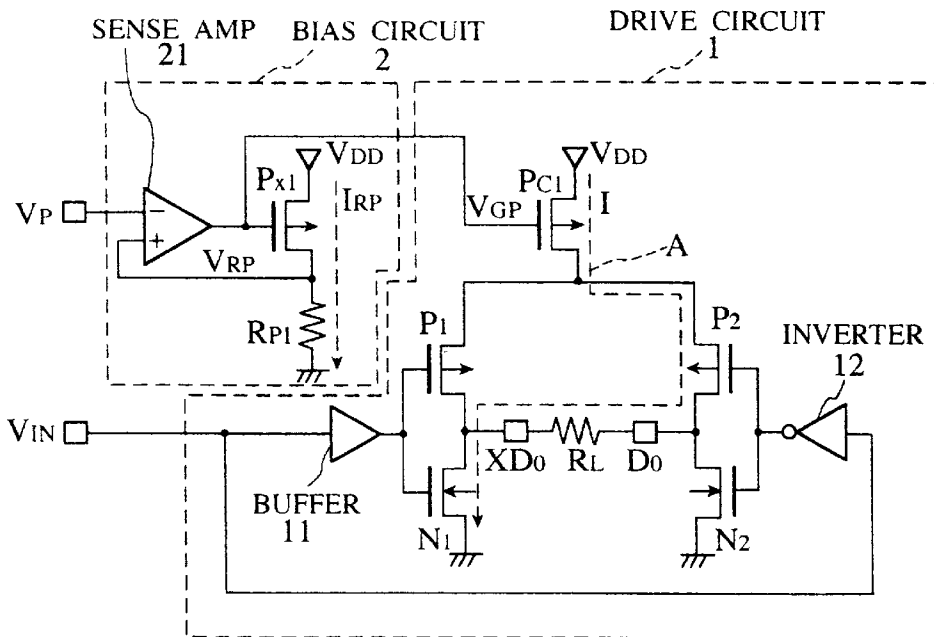 SENSE AMP
21
BIAS CIRCUIT
2
DRIVE CIRCUIT
1
VDD
PX1
IRP
VP
−
+
VRP
RP1
VDD
PC1
VGP
I
A
P1
P2
INVERTER
12
VIN
BUFFER
11
XD0
RL
D0
N1
N2